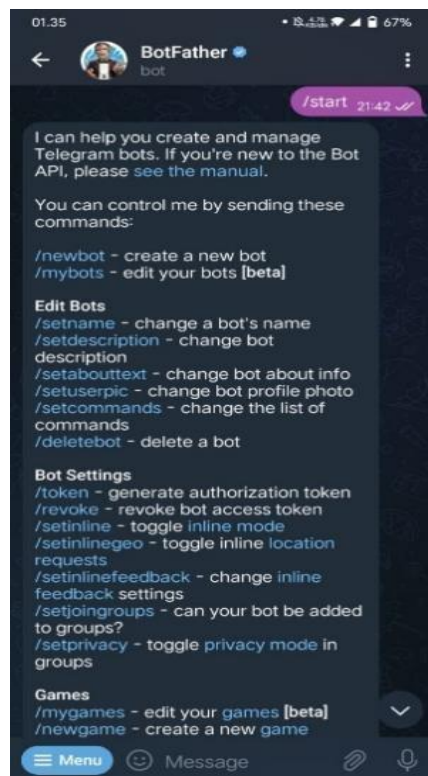 01.35
67%
BotFather
bot
/start 21:42
I can help you create and manage
Telegram bots. If you're new to the Bot
API, please see the manual.
You can control me by sending these
commands:
/newbot - create a new bot
/mybots - edit your bots [beta]
Edit Bots
/setname - change a bot's name
/setdescription - change bot
description
/setabouttext - change bot about info
/setuserpic - change bot profile photo
/setcommands - change the list of
commands
/deletebot - delete a bot
Bot Settings
/token - generate authorization token
/revoke - revoke bot access token
/setinline - toggle inline mode
/setinlinegeo - toggle inline location
requests
/setinlinefeedback - change inline
feedback settings
/setjoingroups - can your bot be added
to groups?
/setprivacy - toggle privacy mode in
groups
Games
/mygames - edit your games [beta]
/newgame - create a new game
Menu
Message